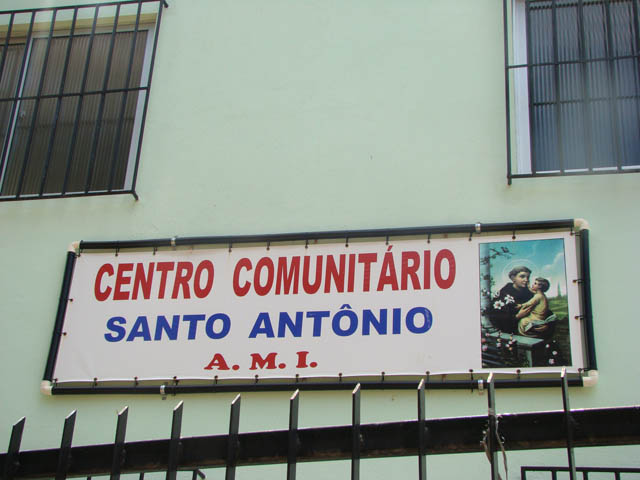 CENTRO COMUNITÁRIO
SANTO ANTÔNIO
A. M. I.